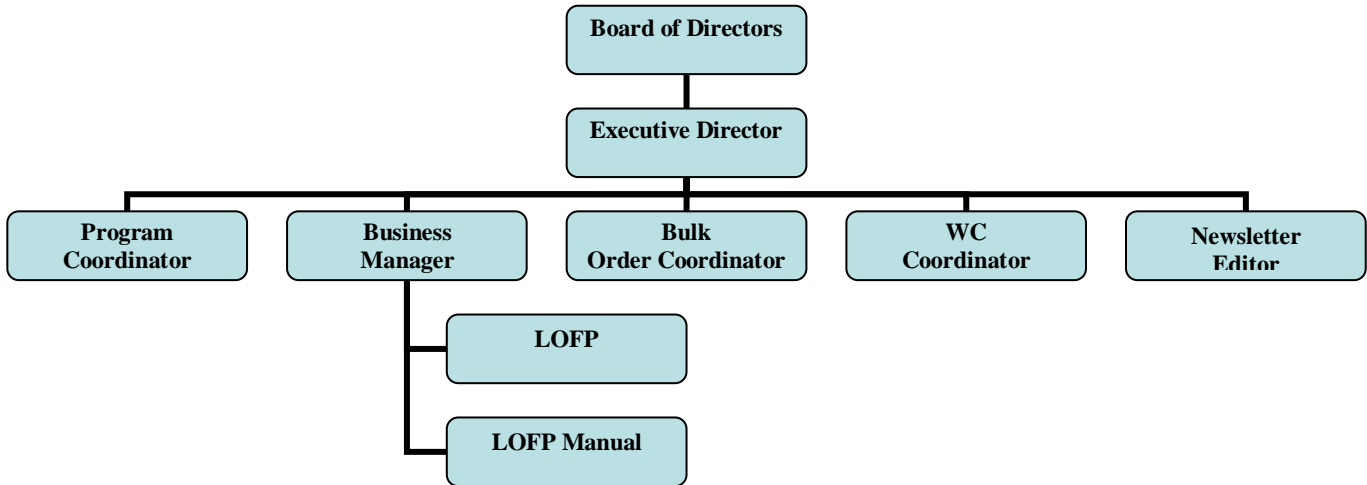 Board of Directors
Executive Director
Program
Coordinator
Business
Manager
Bulk
Order Coordinator
WC
Coordinator
Newsletter
Editor
LOFP
LOFP Manual